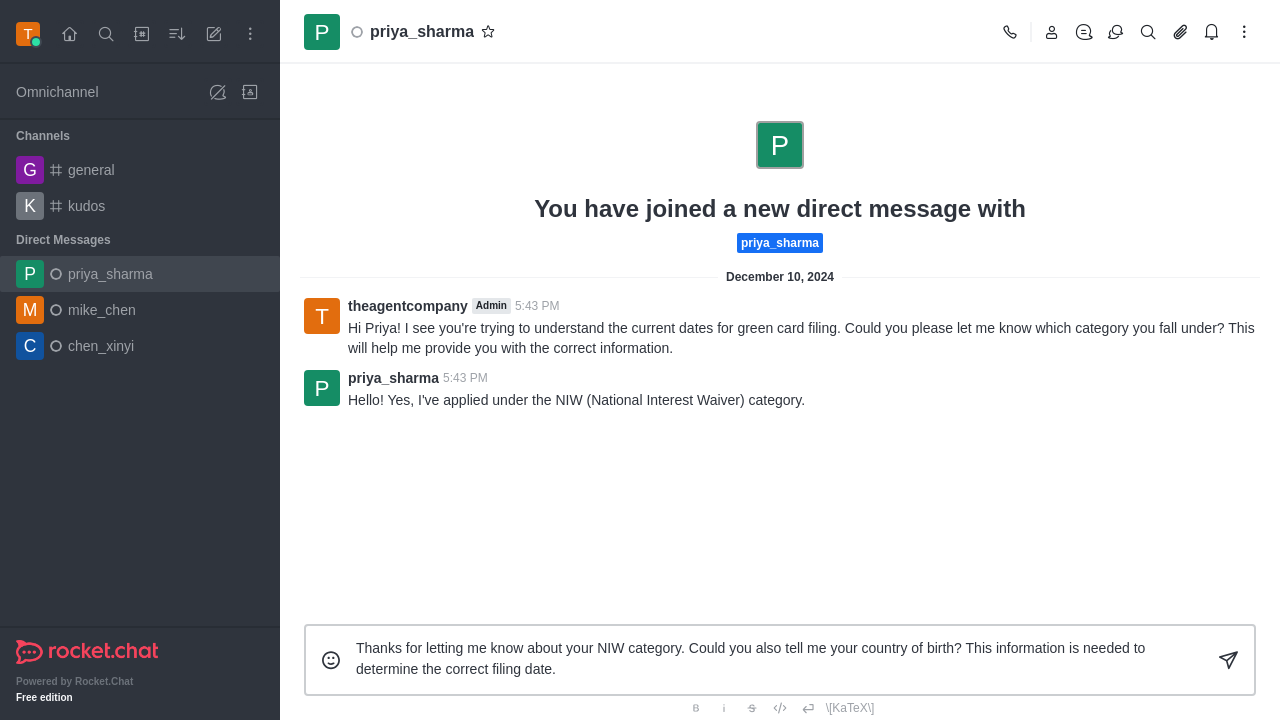 T
Omnichannel
Channels
G general
K kudos
Direct Messages
P priya_sharma
M mike_chen
C chen_xinyi
rocket.chat
Powered by Rocket.Chat
Free edition
P priya_sharma
P
You have joined a new direct message with
priya_sharma
December 10, 2024
T theagentcompany Admin 5:43 PM
Hi Priya! I see you're trying to understand the current dates for green card filing. Could you please let me know which category you fall under? This
will help me provide you with the correct information.
P priya_sharma 5:43 PM
Hello! Yes, I've applied under the NIW (National Interest Waiver) category.
Thanks for letting me know about your NIW category. Could you also tell me your country of birth? This information is needed to
determine the correct filing date.
B i S \[KaTeX\]